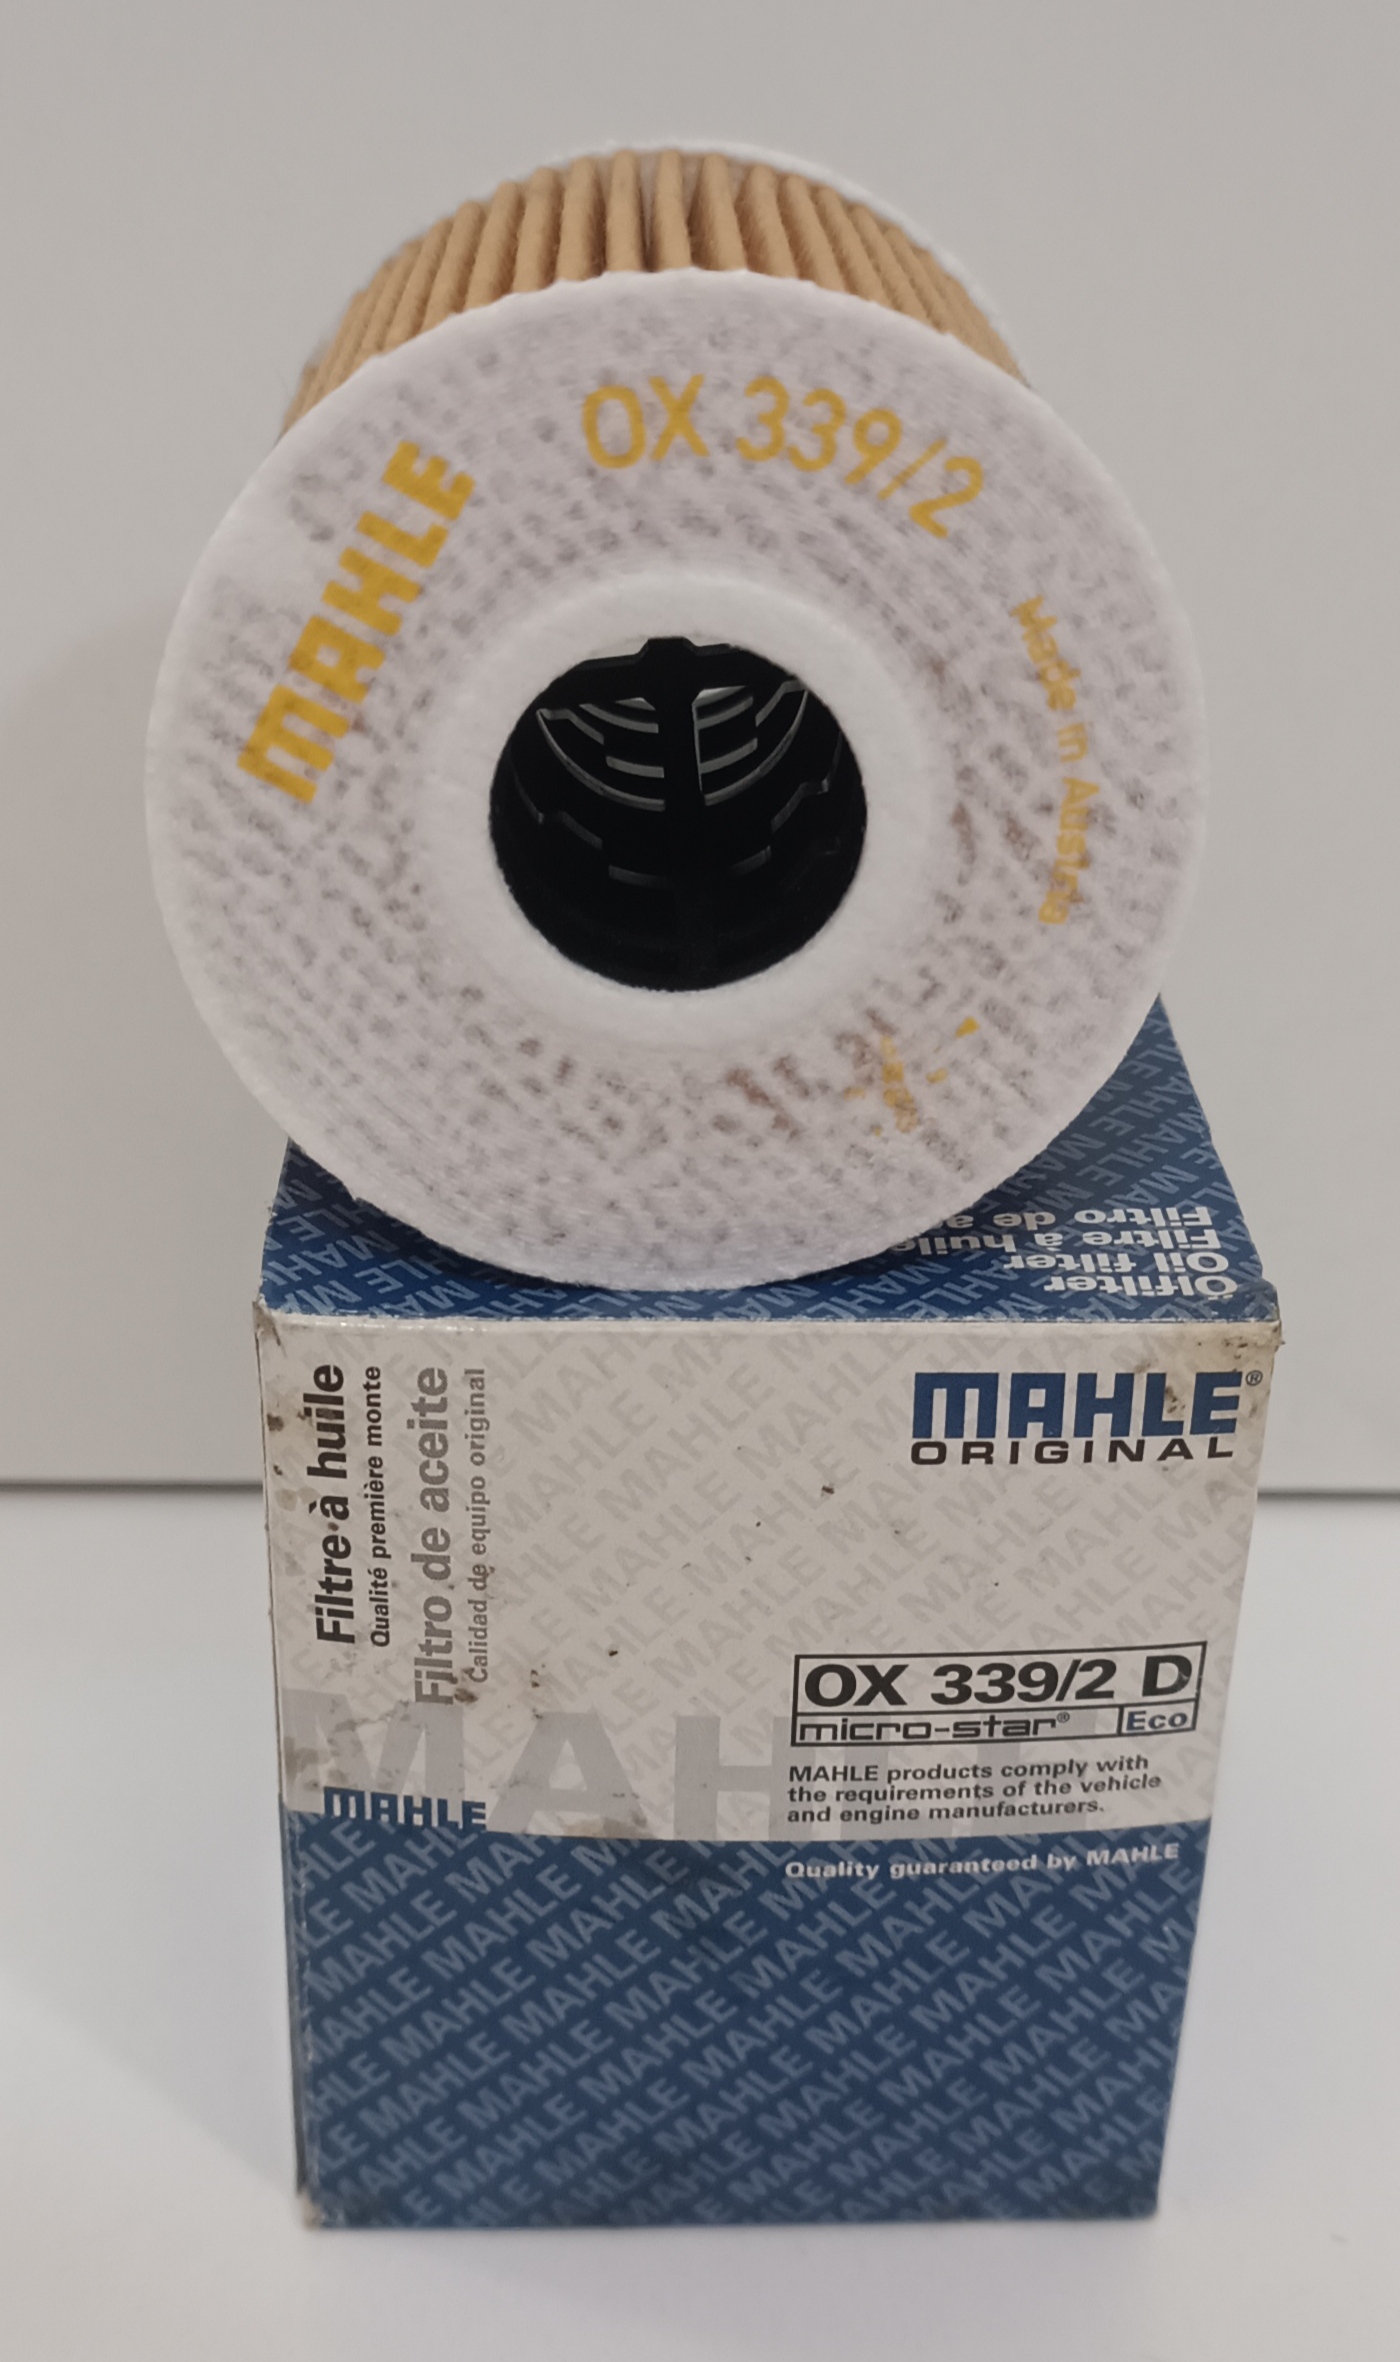 OX 339/2
MAHLE
Made in Austria
Ölfilter
Oil filter
Filtre à huile
Filtro de
MAHLE®
ORIGINAL
Filtre à huile
Qualité première monte
Filtro de aceite
Calidad de equipo original
OX 339/2 D
micro-star® Eco
MAHLE products comply with
the requirements of the vehicle
and engine manufacturers.
MAHLE
MAHLE
Quality guaranteed by MAHLE